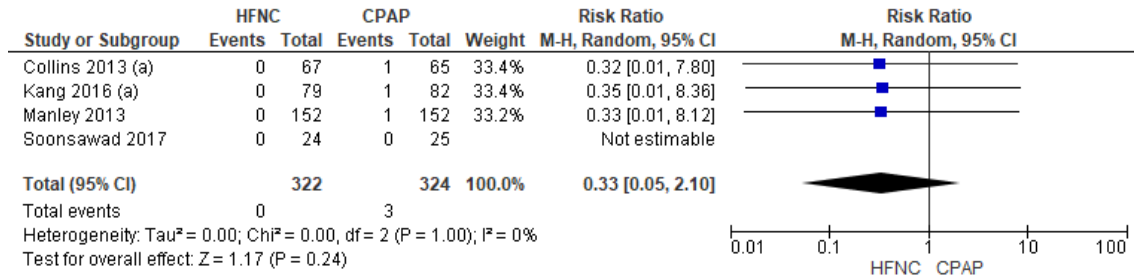 HFNC CPAP Risk Ratio Risk Ratio
Study or Subgroup Events Total Events Total Weight M-H, Random, 95% CI M-H, Random, 95% CI
Collins 2013 (a) 0 67 1 65 33.4% 0.32 [0.01, 7.80]
Kang 2016 (a) 0 79 1 82 33.4% 0.35 [0.01, 8.36]
Manley 2013 0 152 1 152 33.2% 0.33 [0.01, 8.12]
Soonsawad 2017 0 24 0 25 Not estimable
Total (95% CI) 322 324 100.0% 0.33 [0.05, 2.10]
Total events 0 3
Heterogeneity: Tau² = 0.00; Chi² = 0.00, df = 2 (P = 1.00); I² = 0%
Test for overall effect: Z = 1.17 (P = 0.24)
0.01 0.1 1 10 100
HFNC CPAP